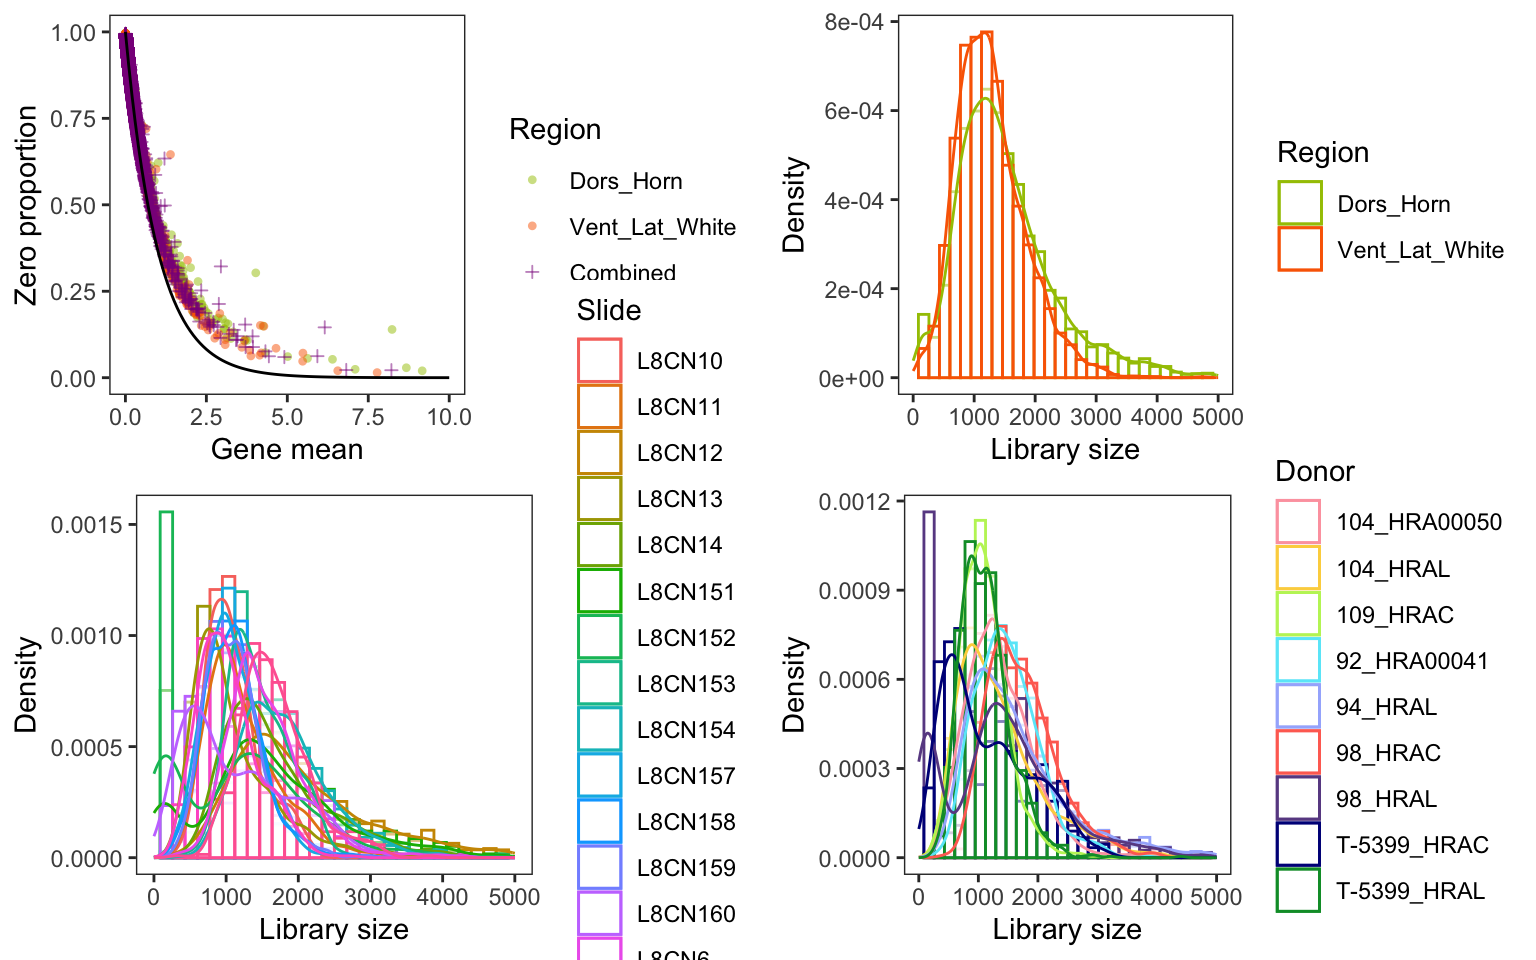 1.00
0.75
0.50
0.25
0.00
Zero proportion
0.0 2.5 5.0 7.5 10.0
Gene mean
Region
Dors_Horn
Vent_Lat_White
Combined
8e-04
6e-04
4e-04
2e-04
0e+00
Density
0 1000 2000 3000 4000 5000
Library size
Region
Dors_Horn
Vent_Lat_White
0.0015
0.0010
0.0005
0.0000
Density
0 1000 2000 3000 4000 5000
Library size
Slide
L8CN10
L8CN11
L8CN12
L8CN13
L8CN14
L8CN151
L8CN152
L8CN153
L8CN154
L8CN157
L8CN158
L8CN159
L8CN160
L8CN6
0.0012
0.0009
0.0006
0.0003
0.0000
Density
0 1000 2000 3000 4000 5000
Library size
Donor
104_HRA00050
104_HRAL
109_HRAC
92_HRA00041
94_HRAL
98_HRAC
98_HRAL
T-5399_HRAC
T-5399_HRAL